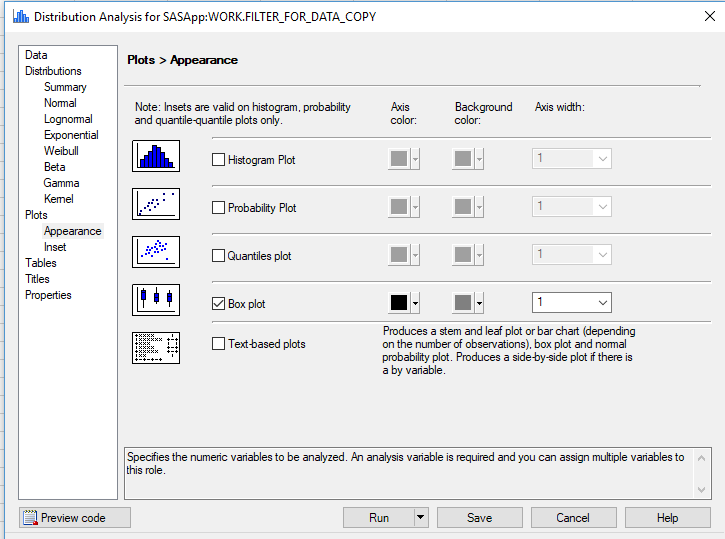 Distribution Analysis for SASApp:WORK.FILTER_FOR_DATA_COPY
Data
Distributions
Summary
Normal
Lognormal
Exponential
Weibull
Beta
Gamma
Kernel
Plots
Appearance
Inset
Tables
Titles
Properties
Plots > Appearance
Note: Insets are valid on histogram, probability
and quantile-quantile plots only.
Axis
color:
Background
color:
Axis width:
Histogram Plot
1
Probability Plot
1
Quantiles plot
1
Box plot
1
Text-based plots
Produces a stem and leaf plot or bar chart (depending
on the number of observations), box plot and normal
probability plot. Produces a side-by-side plot if there is
a by variable.
Specifies the numeric variables to be analyzed. An analysis variable is required and you can assign multiple variables to
this role.
Preview code
Run
Save
Cancel
Help